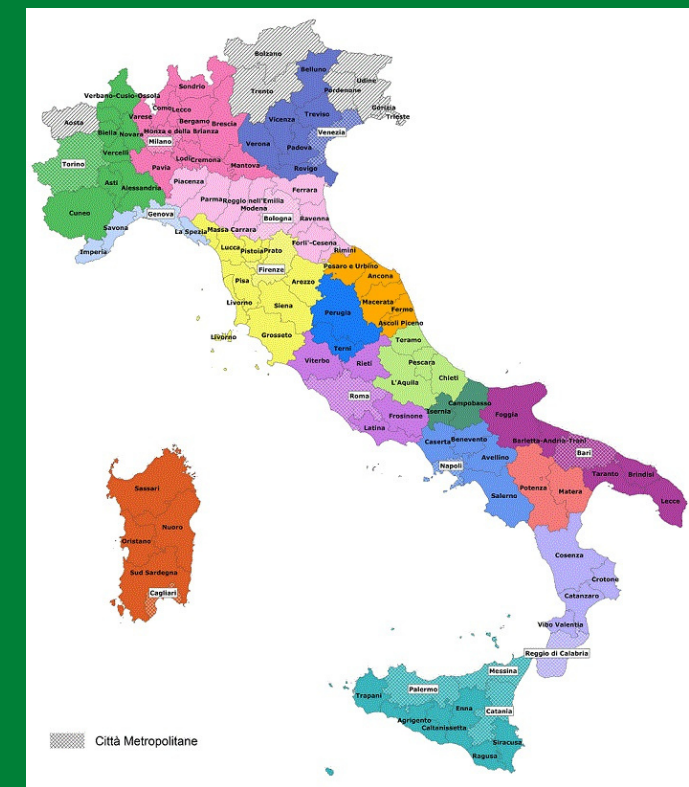 Bolzano
Belluno
Trento
Udine
Pordenone
Gorizia
Trieste
Sondrio
Verbano-Cusio-Ossola
Como
Lecco
Varese
Bergamo
Aosta
Biella
Novara
Monza e della Brianza
Brescia
Milano
Vicenza
Treviso
Venezia
Verona
Padova
Vercelli
Torino
Lodi
Cremona
Pavia
Mantova
Rovigo
Asti
Alessandria
Piacenza
Ferrara
Parma
Reggio nell'Emilia
Modena
Cuneo
Genova
Bologna
Ravenna
Savona
La Spezia
Massa Carrara
Forlì'-Cesena
Rimini
Imperia
Lucca
Pistoia
Prato
Firenze
Pesaro e Urbino
Ancona
Pisa
Arezzo
Livorno
Siena
Macerata
Fermo
Perugia
Ascoli Piceno
Livorno
Grosseto
Terni
Teramo
Viterbo
Rieti
Pescara
L'Aquila
Chieti
Roma
Frosinone
Isernia
Campobasso
Foggia
Latina
Caserta
Benevento
Barletta-Andria-Trani
Bari
Napoli
Avellino
Taranto
Brindisi
Salerno
Potenza
Matera
Lecce
Sassari
Nuoro
Oristano
Sud Sardegna
Cagliari
Cosenza
Crotone
Catanzaro
Vibo Valentia
Reggio di Calabria
Messina
Palermo
Trapani
Enna
Catania
Agrigento
Caltanissetta
Siracusa
Ragusa
Città Metropolitane